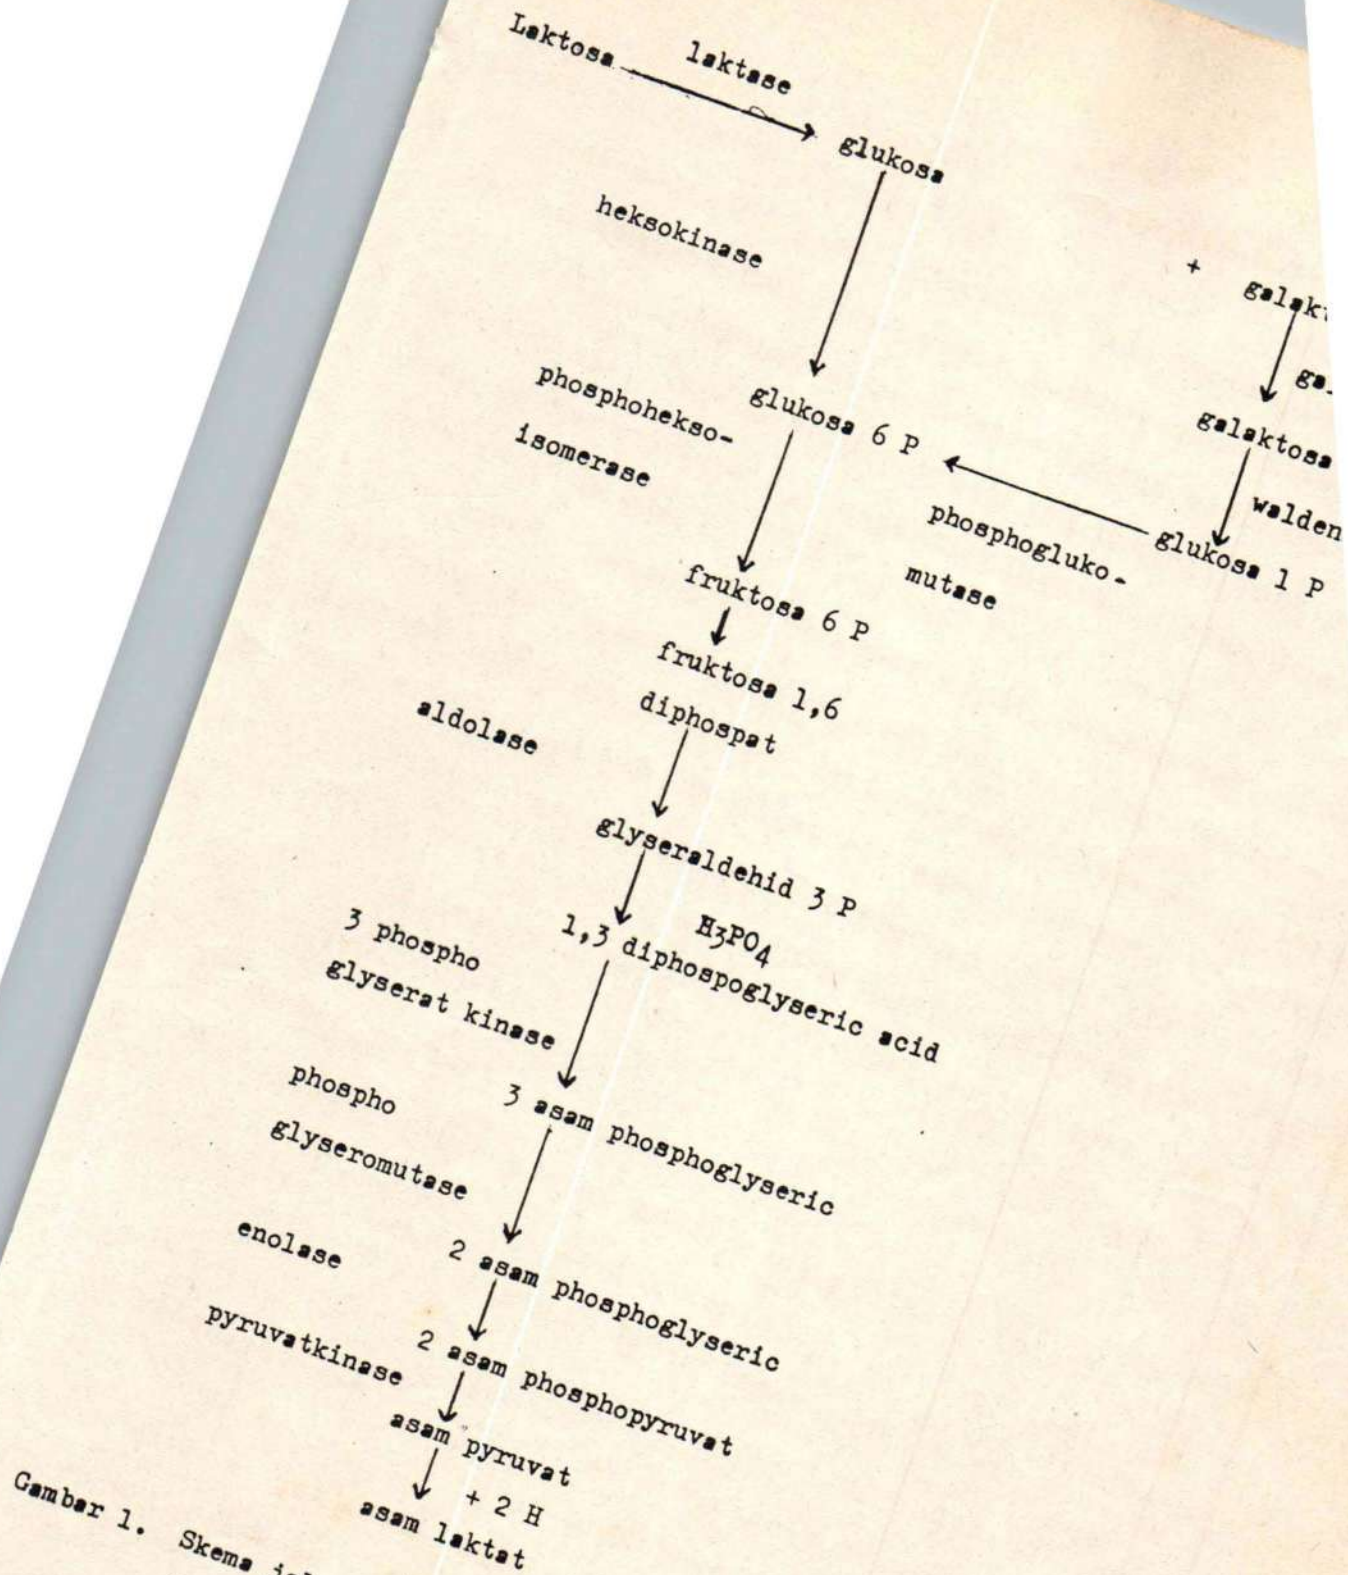 Laktosa laktase
glukosa
heksokinase
+
glukosa 6 P
phosphohekso-
isomerase
galaktosa
walden
glukosa 1 P
phosphogluko-
mutase
fruktosa 6 P
fruktosa 1,6
diphospat
aldolase
glyseraldehid 3 P
H3PO4
1,3 diphospoglyseric acid
3 phospho
glyserat kinase
3 asam phosphoglyseric
phospho
glyseromutase
2 asam phosphoglyseric
enolase
2 asam phosphopyruvat
pyruvatkinase
asam pyruvat
+ 2 H
asam laktat
Gambar 1. Skema